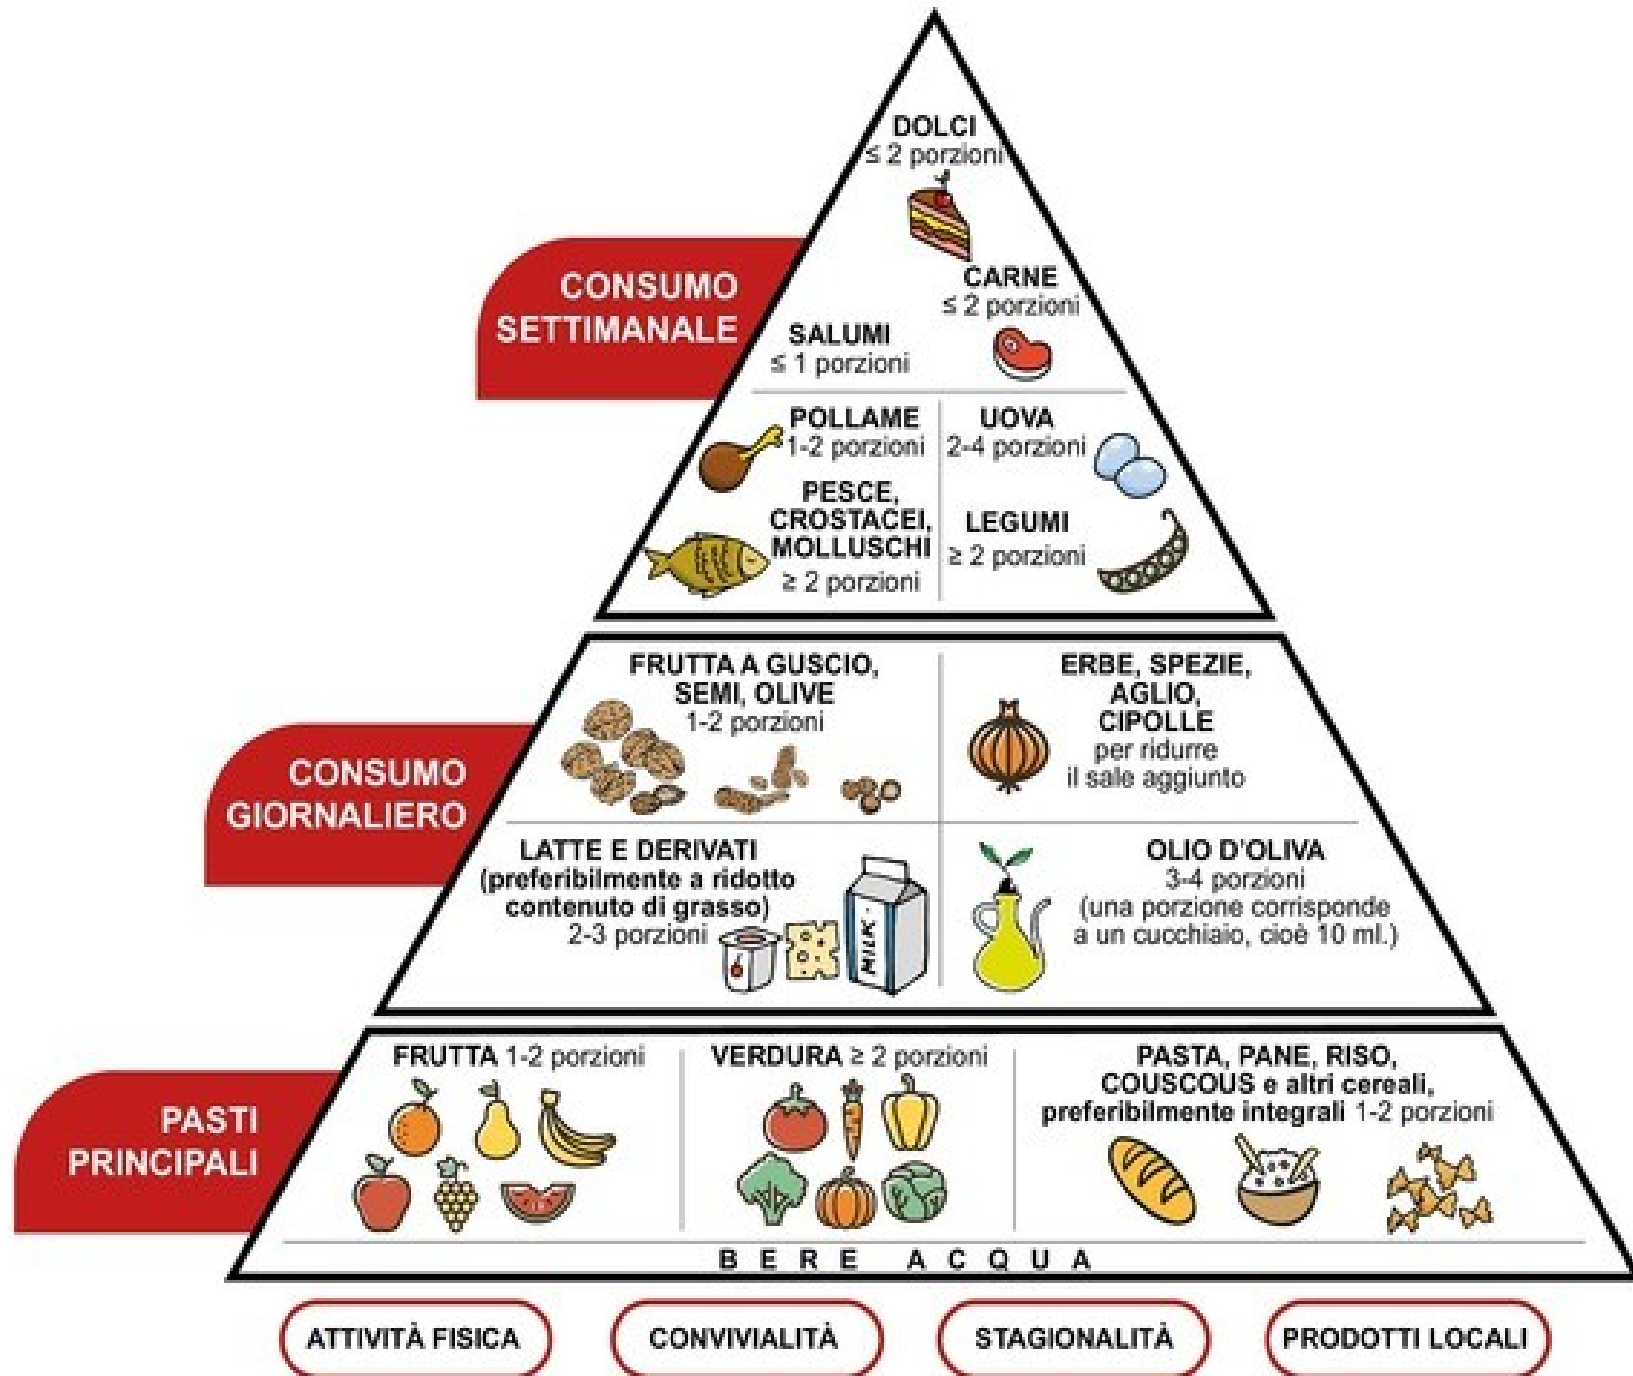 DOLCI
≤ 2 porzioni
CONSUMO
SETTIMANALE
CARNE
≤ 2 porzioni
SALUMI
≤ 1 porzioni
POLLAME
1-2 porzioni
UOVA
2-4 porzioni
PESCE,
CROSTACEI,
MOLLUSCHI
≥ 2 porzioni
LEGUMI
≥ 2 porzioni
CONSUMO
GIORNALIERO
FRUTTA A GUSCIO,
SEMI, OLIVE
1-2 porzioni
ERBE, SPEZIE,
AGLIO,
CIPOLLE
per ridurre
il sale aggiunto
LATTE E DERIVATI
(preferibilmente a ridotto
contenuto di grasso)
2-3 porzioni
MILK
OLIO D'OLIVA
3-4 porzioni
(una porzione corrisponde
a un cucchiaio, cioè 10 ml.)
PASTI
PRINCIPALI
FRUTTA 1-2 porzioni
VERDURA ≥ 2 porzioni
PASTA, PANE, RISO,
COUSCOUS e altri cereali,
preferibilmente integrali 1-2 porzioni
BERE ACQUA
ATTIVITÀ FISICA
CONVIVIALITÀ
STAGIONALITÀ
PRODOTTI LOCALI